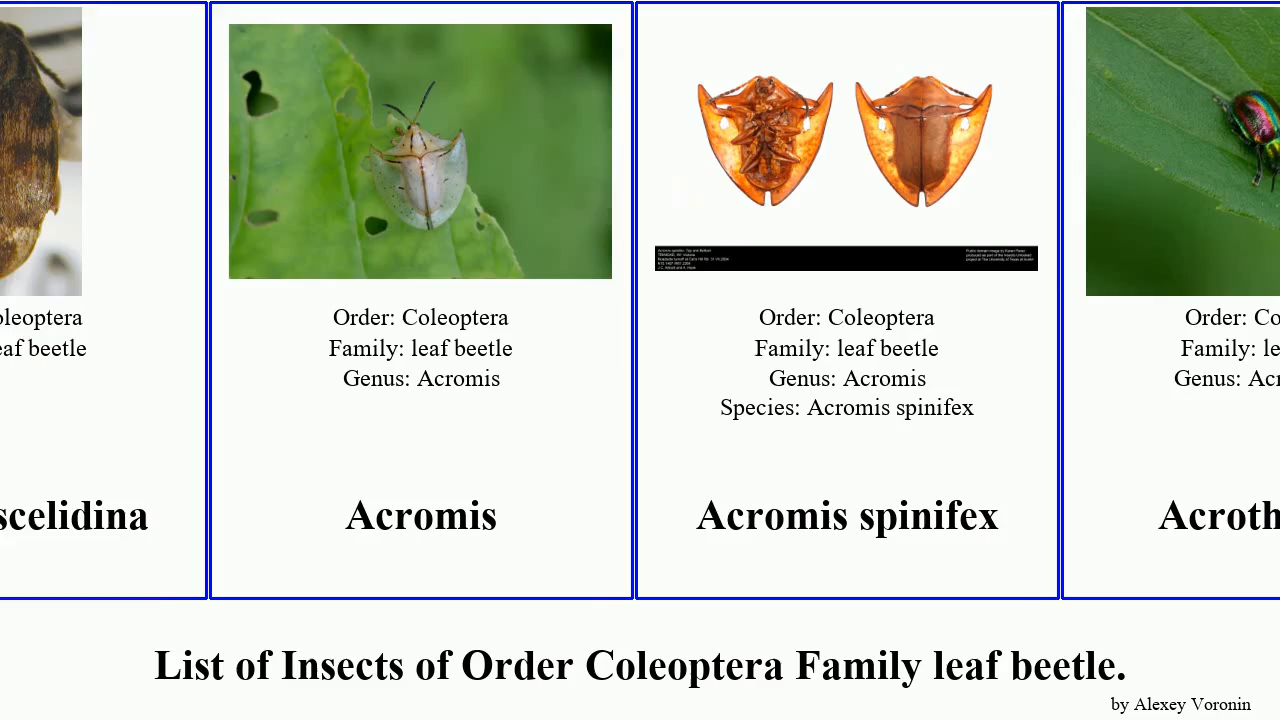 oleoptera
eaf beetle
scelidina
Order: Coleoptera
Family: leaf beetle
Genus: Acromis
Acromis
Order: Coleoptera
Family: leaf beetle
Genus: Acromis
Species: Acromis spinifex
Acromis spinifex
Order: Co
Family: le
Genus: Acr
Acroth
List of Insects of Order Coleoptera Family leaf beetle.
by Alexey Voronin